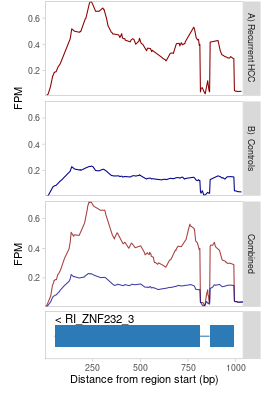 0.6
0.4
0.2
A) Recurrent HCC
FPM
0.6
0.4
0.2
B). Controls
0.6
0.4
0.2
FPM
Combined
< RI_ZNF232_3
250
500
750
1000
Distance from region start (bp)